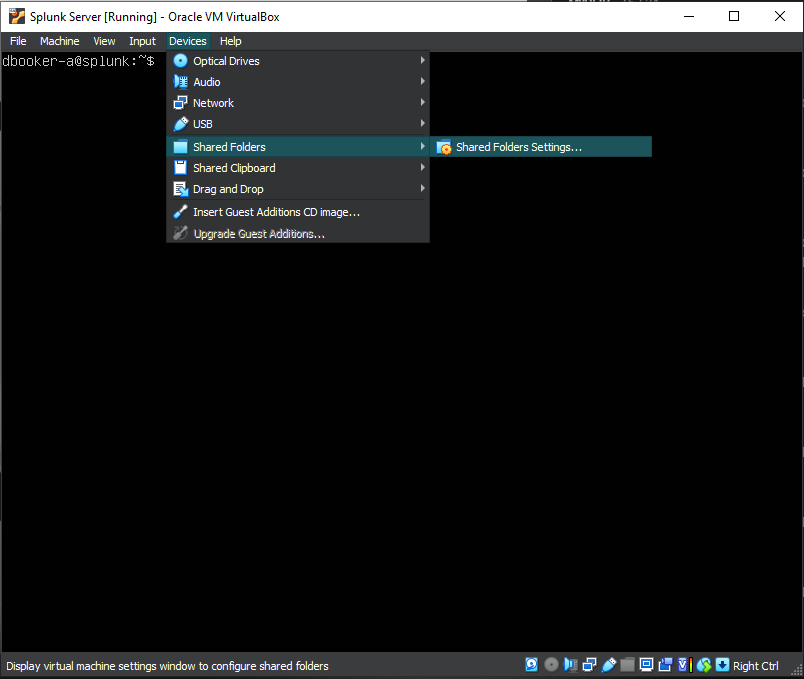 Splunk Server [Running] - Oracle VM VirtualBox
File Machine View Input Devices Help
dbooker-a@splunk:~$
Optical Drives
Audio
Network
USB
Shared Folders
Shared Folders Settings...
Shared Clipboard
Drag and Drop
Insert Guest Additions CD image...
Upgrade Guest Additions...
Display virtual machine settings window to configure shared folders
Right Ctrl